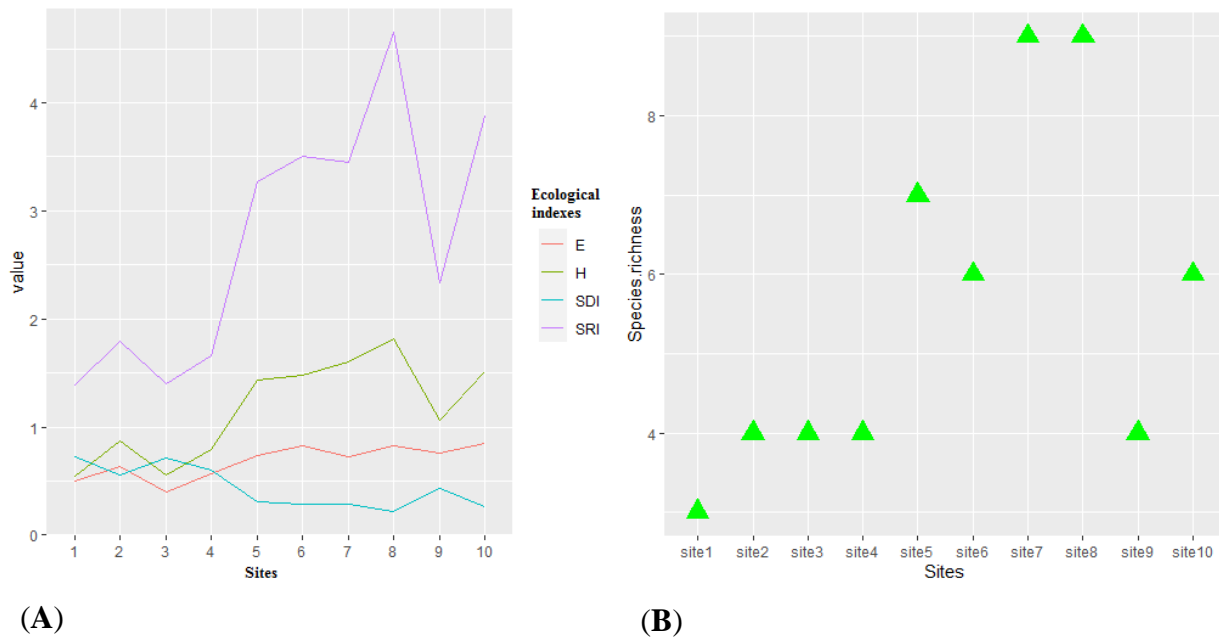 value
4
3
2
1
0
1 2 3 4 5 6 7 8 9 10
Sites
Ecological
indexes
E
H
SDI
SRI
(A)
Species.richness
8
6
4
site1 site2 site3 site4 site5 site6 site7 site8 site9 site10
Sites
(B)